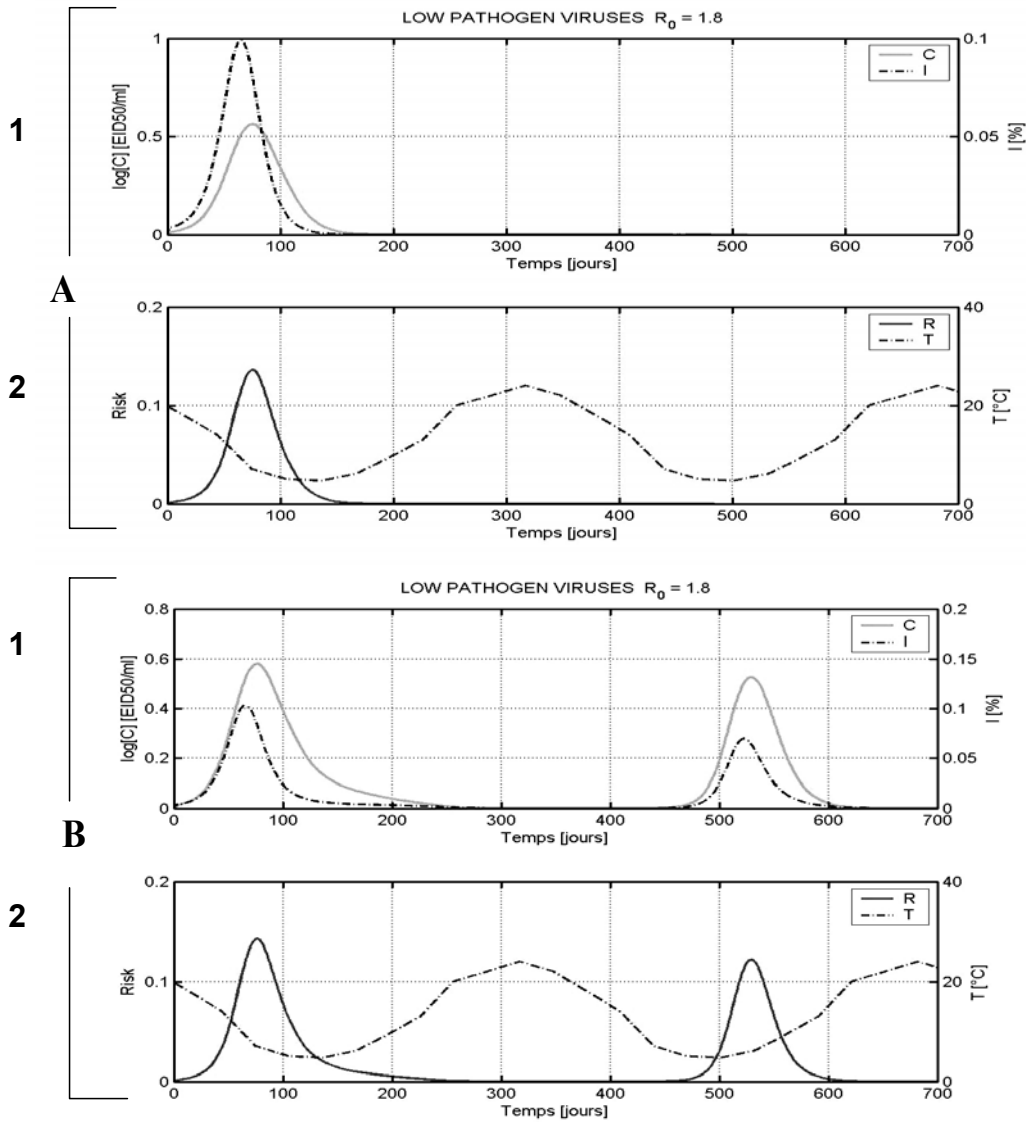 LOW PATHOGEN VIRUSES R0 = 1.8
1
A
log[C] [EID50/ml]
1
0.5
0
C
I
I [%]
0.1
0.05
0
0 100 200 300 400 500 600 700
Temps [jours]
2
Risk
0.2
0.1
0
R
T
T [°C]
40
20
0
0 100 200 300 400 500 600 700
Temps [jours]
LOW PATHOGEN VIRUSES R0 = 1.8
1
B
log[C] [EID50/ml]
0.8
0.6
0.4
0.2
0
C
I
I [%]
0.2
0.15
0.1
0.05
0
0 100 200 300 400 500 600 700
Temps [jours]
2
Risk
0.2
0.1
0
R
T
T [°C]
40
20
0
0 100 200 300 400 500 600 700
Temps [jours]